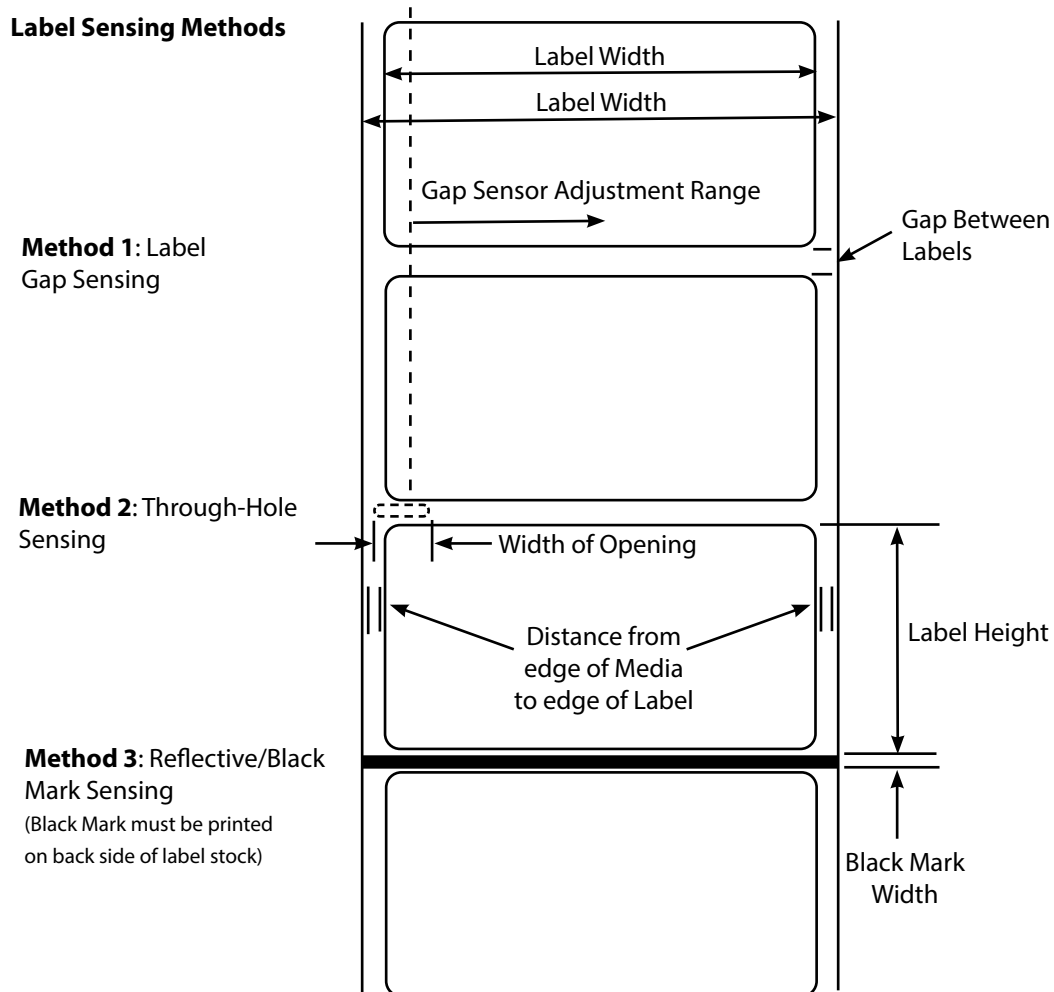 Label Sensing Methods
Label Width
Label Width
Gap Sensor Adjustment Range
Gap Between
Labels
Method 1: Label
Gap Sensing
Method 2: Through-Hole
Sensing
Width of Opening
Distance from
edge of Media
to edge of Label
Label Height
Method 3: Reflective/Black
Mark Sensing
(Black Mark must be printed
on back side of label stock)
Black Mark
Width